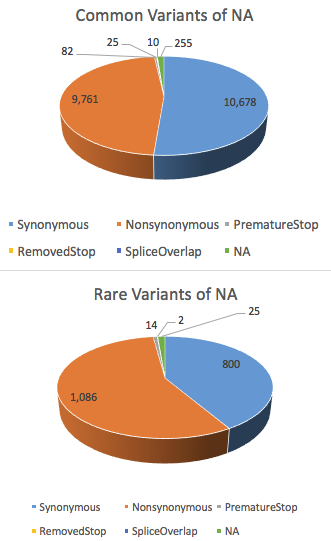 Common Variants of NA
82
25
10
255
9,761
10,678
Synonymous Nonsynonymous PrematureStop
RemovedStop SpliceOverlap NA
Rare Variants of NA
14
2
25
800
1,086
Synonymous Nonsynonymous PrematureStop
RemovedStop SpliceOverlap NA